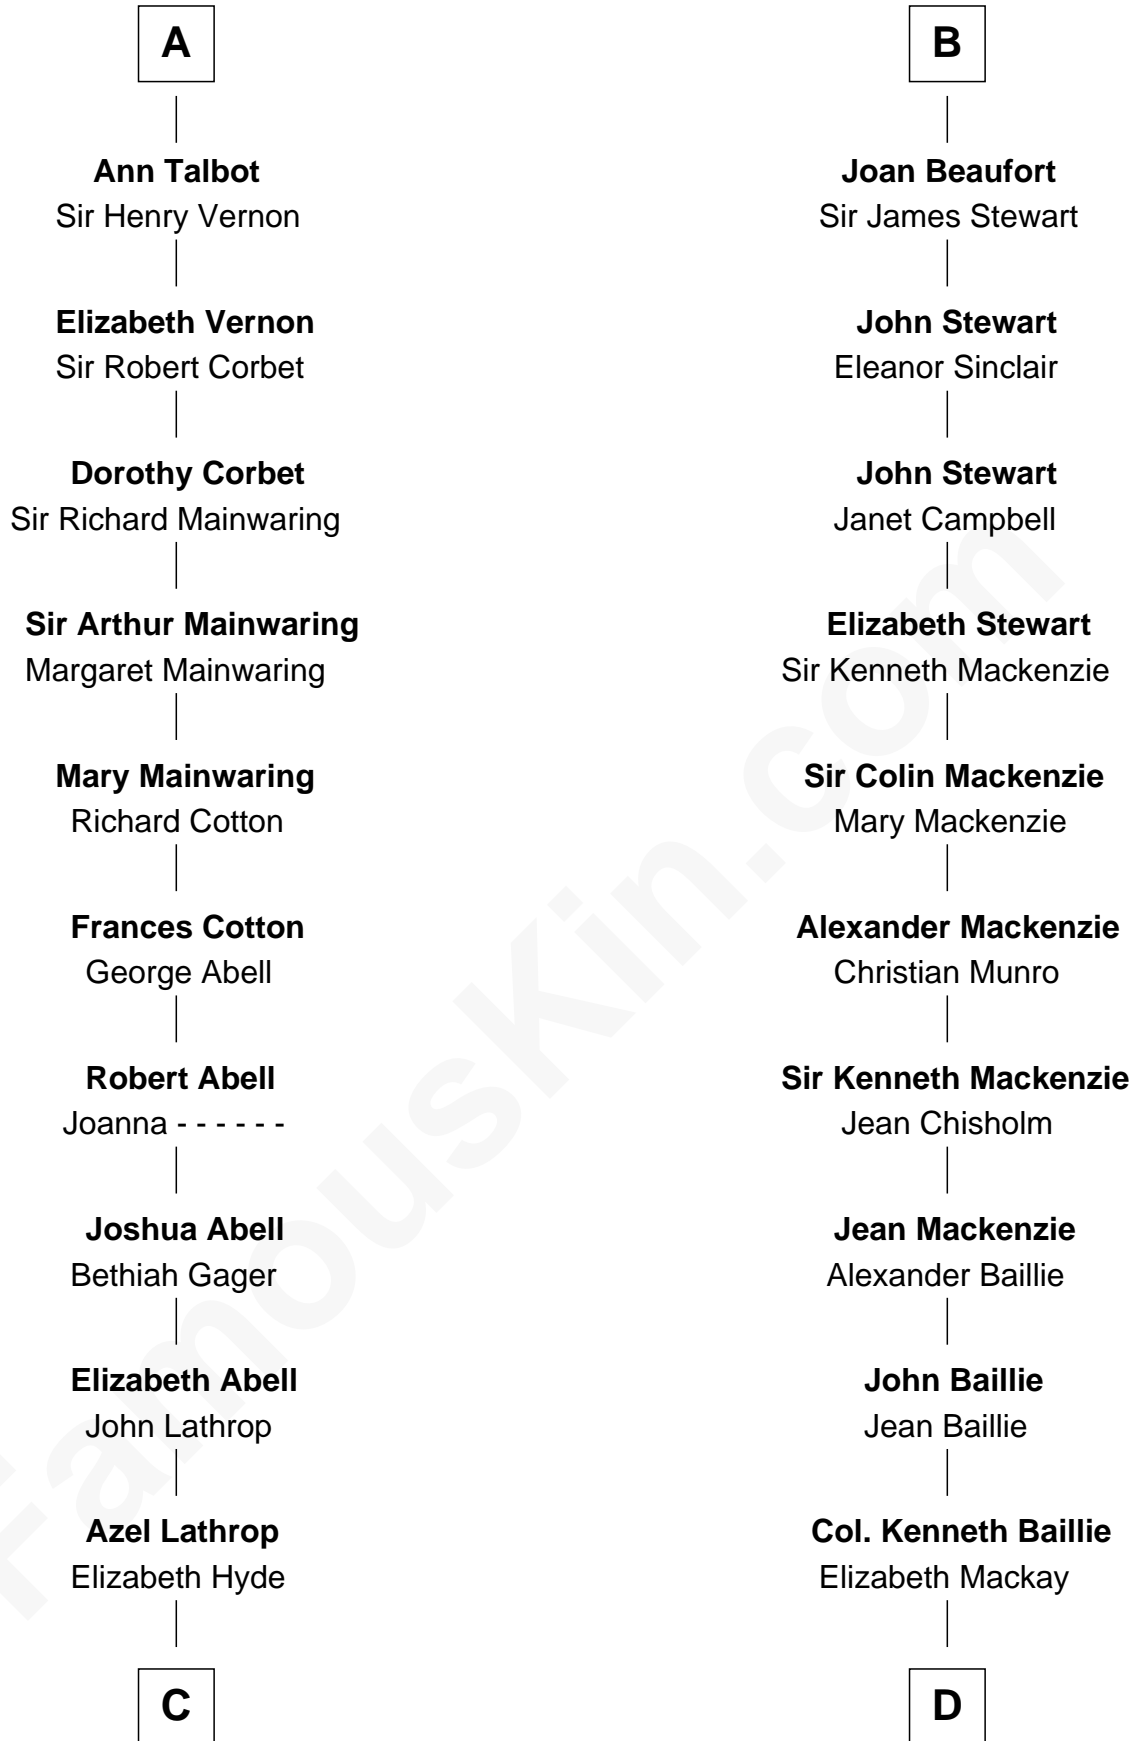 A
Ann Talbot
Sir Henry Vernon
Elizabeth Vernon
Sir Robert Corbet
Dorothy Corbet
Sir Richard Mainwaring
Sir Arthur Mainwaring
Margaret Mainwaring
Mary Mainwaring
Richard Cotton
Frances Cotton
George Abell
Robert Abell
Joanna - - - - - -
Joshua Abell
Bethiah Gager
Elizabeth Abell
John Lathrop
Azel Lathrop
Elizabeth Hyde
C
B
Joan Beaufort
Sir James Stewart
John Stewart
Eleanor Sinclair
John Stewart
Janet Campbell
Elizabeth Stewart
Sir Kenneth Mackenzie
Sir Colin Mackenzie
Mary Mackenzie
Alexander Mackenzie
Christian Munro
Sir Kenneth Mackenzie
Jean Chisholm
Jean Mackenzie
Alexander Baillie
John Baillie
Jean Baillie
Col. Kenneth Baillie
Elizabeth Mackay
D
FamousKin.com